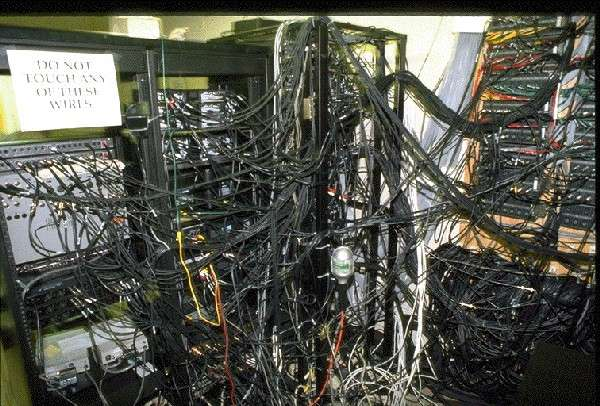 DO NOT
TOUCH ANY
OF THESE
WIRES